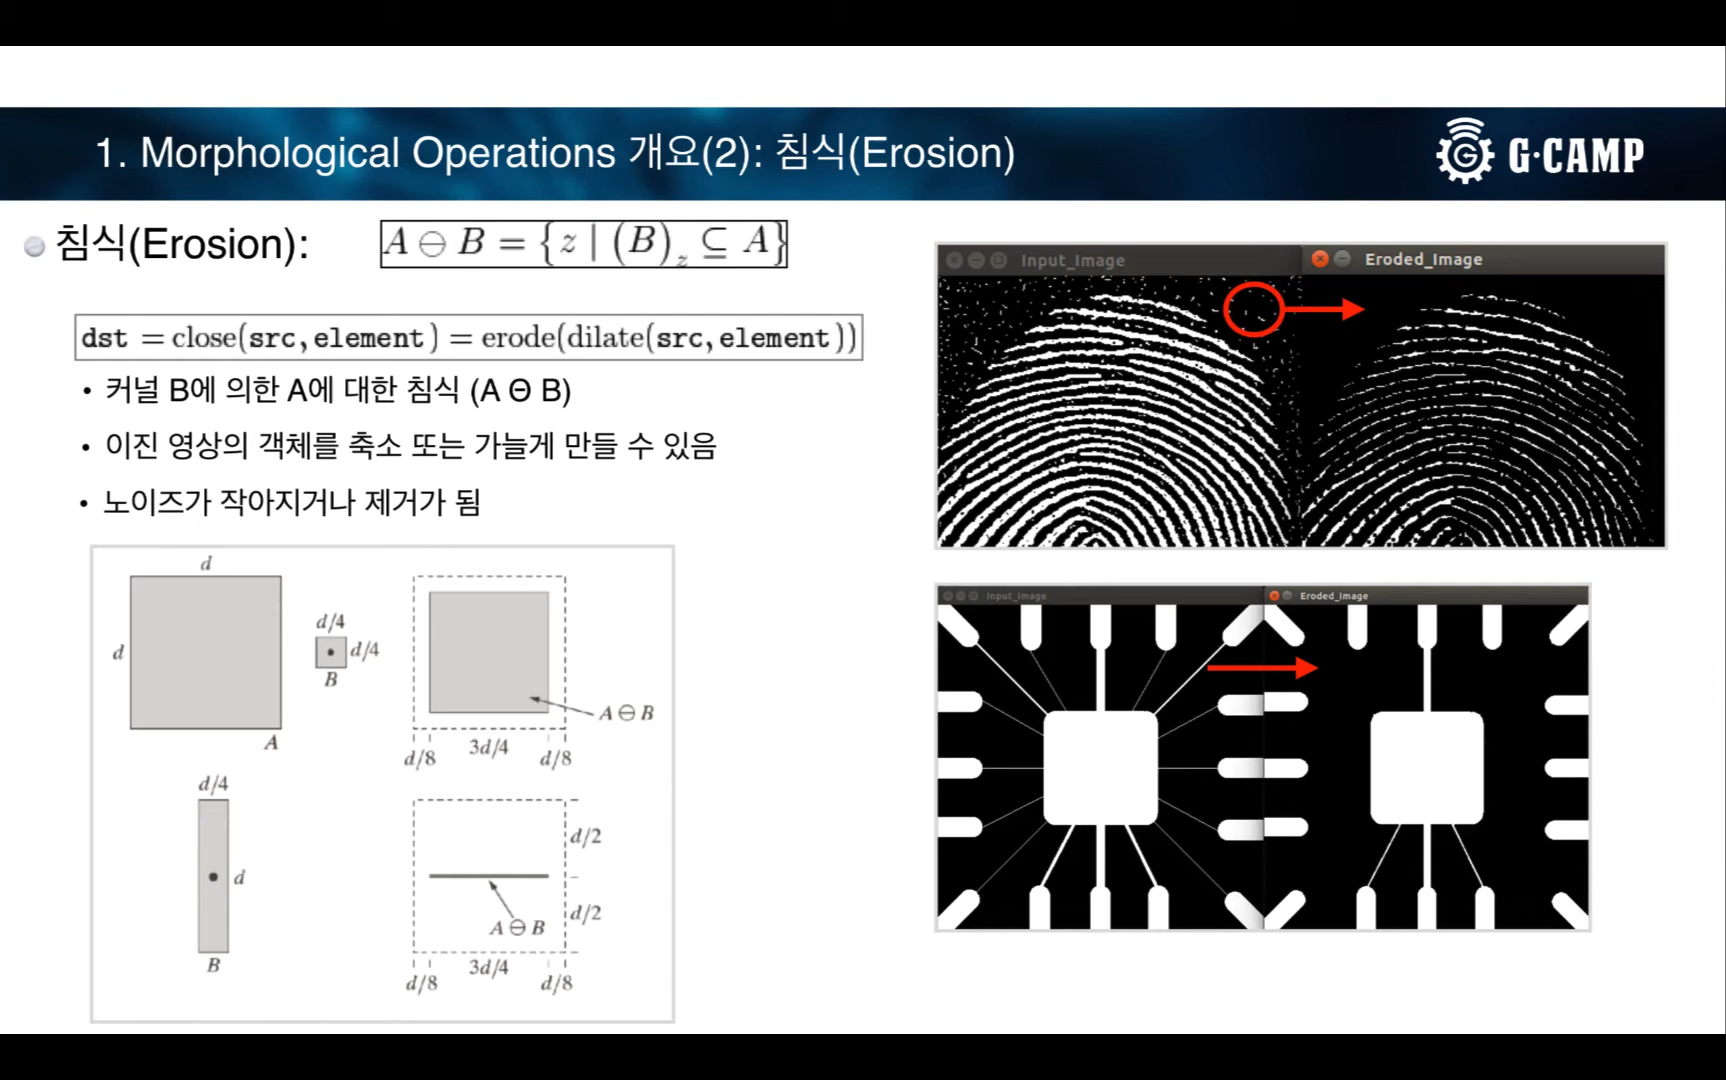 1. Morphological Operations 개요(2): 침식(Erosion)
G·CAMP
침식(Erosion):
A ⊖ B = {z | (B)z ⊆ A}
dst = close(src, element) = erode(dilate(src, element))
• 커널 B에 의한 A에 대한 침식 (A ⊖ B)
• 이진 영상의 객체를 축소 또는 가늘게 만들 수 있음
• 노이즈가 작아지거나 제거가 됨
d
d
A
d/4
d/4
B
A ⊖ B
d/8
3d/4
d/8
d/4
d
B
d/2
d/2
A ⊖ B
d/8
3d/4
d/8
Input_Image
Eroded_Image
Input_Image
Eroded_Image